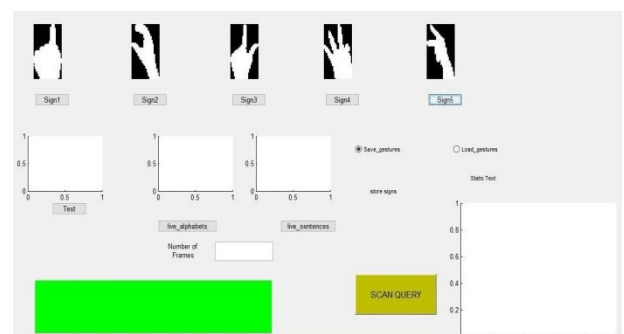 Sign1 Sign2 Sign3 Sign4 Sign5
1 1 1
Save_gestures Load_gestures
0.5 0.5 0.5
Static Text
store signs
0 0 0
0 0.5 1 0 0.5 1 0 0.5 1
Test
1
live_alphabets live_sentences
0.8
Number of
Frames
0.6
0.4
SCAN QUERY
0.2